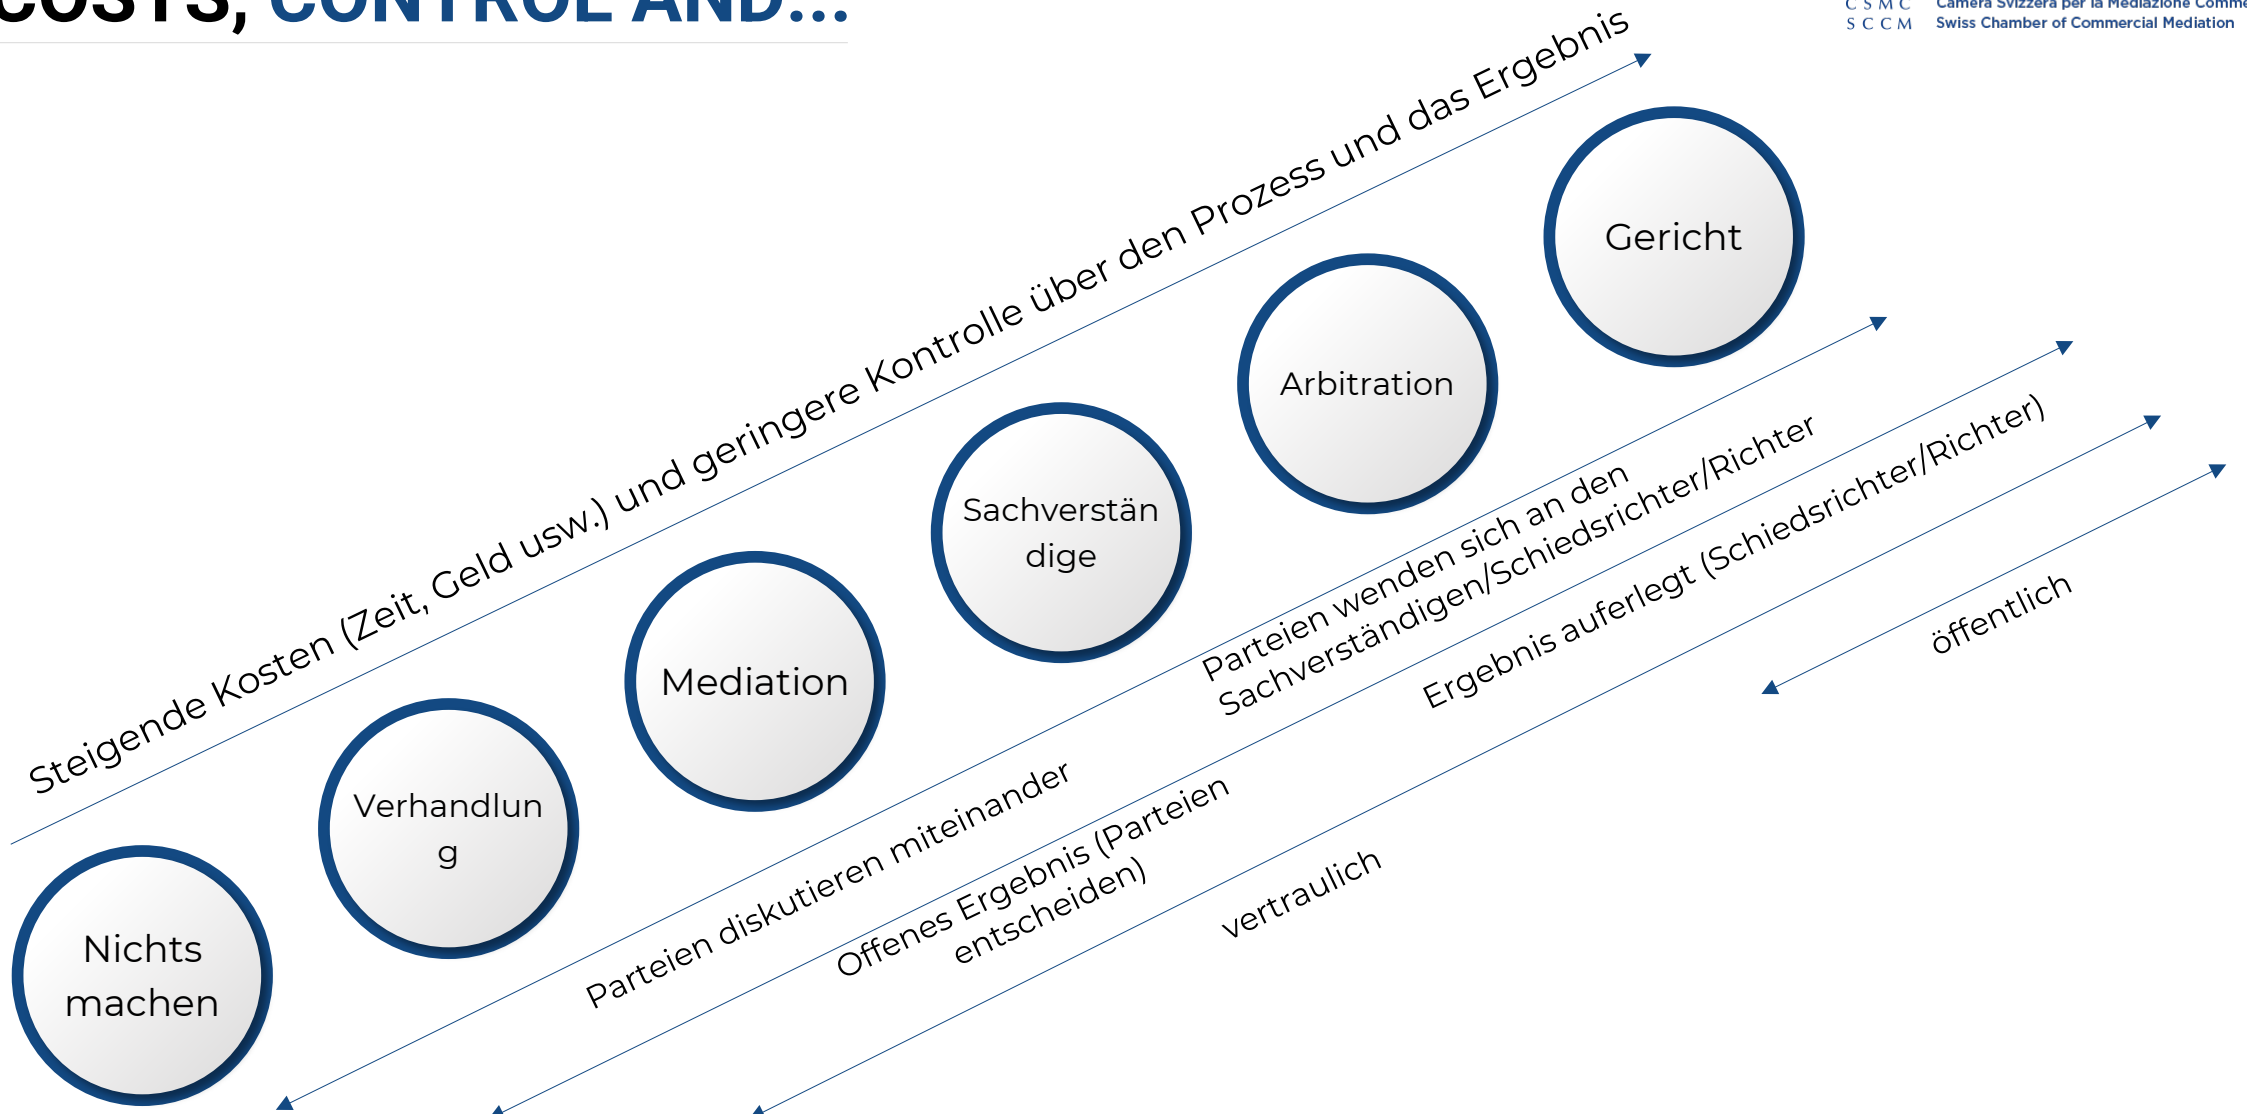 COSTS, CONTROL AND...
CSMC Camera Svizzera per la Mediazione Comme
SCCM Swiss Chamber of Commercial Mediation
Steigende Kosten (Zeit, Geld usw.) und geringere Kontrolle über den Prozess und das Ergebnis
Gericht
Arbitration
Sachverstän
dige
Mediation
Verhandlun
g
Nichts
machen
Parteien diskutieren miteinander
Parteien wenden sich an den
Sachverständigen/Schiedsrichter/Richter
Offenes Ergebnis (Parteien
entscheiden)
Ergebnis auferlegt (Schiedsrichter/Richter)
vertraulich
öffentlich